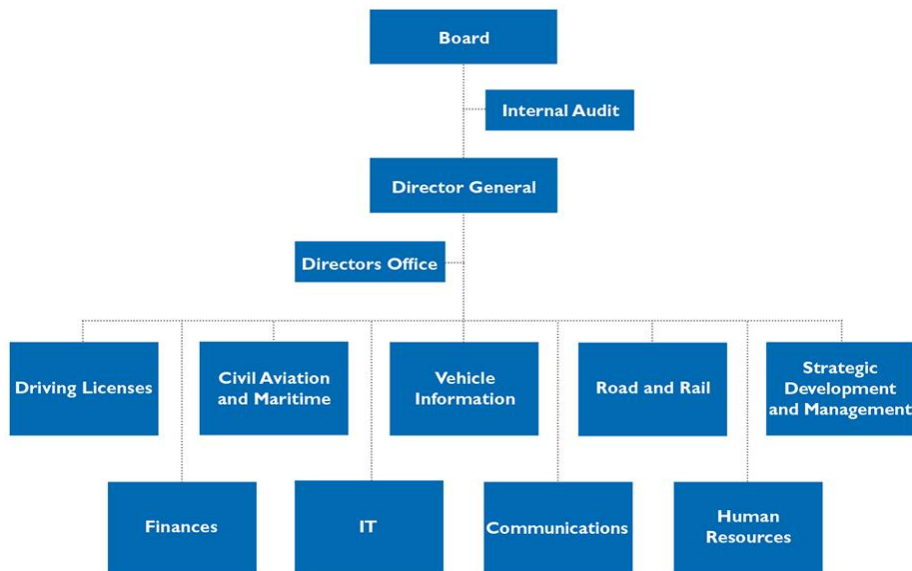 Board
Internal Audit
Director General
Directors Office
Driving Licenses
Civil Aviation
and Maritime
Vehicle
Information
Road and Rail
Strategic
Development
and Management
Finances
IT
Communications
Human
Resources